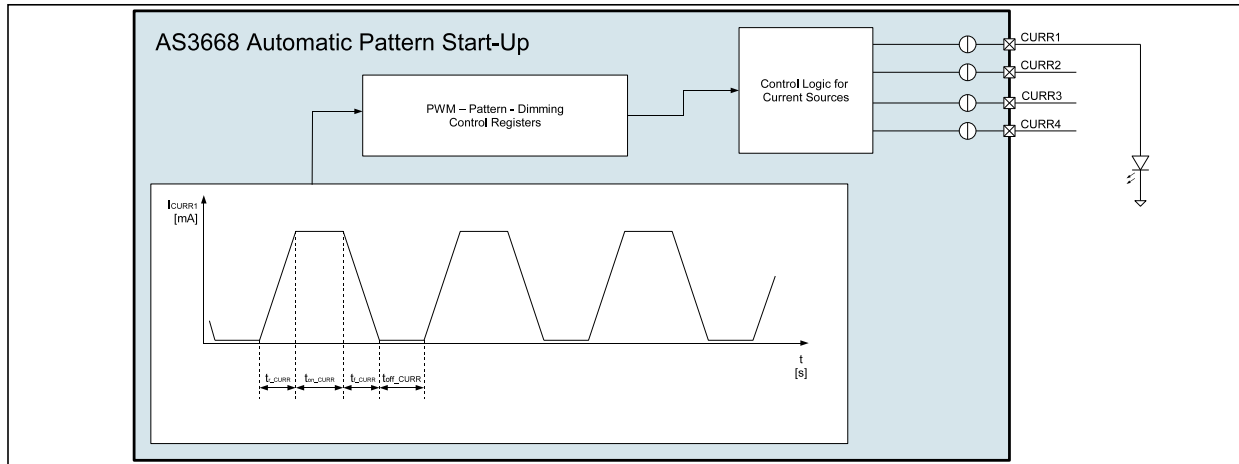 AS3668 Automatic Pattern Start-Up
CURR1
CURR2
CURR3
CURR4
Control Logic for
Current Sources
PWM – Pattern - Dimming
Control Registers
ICURR1
[mA]
t
[s]
tr_CURR
ton_CURR
tf_CURR
toff_CURR